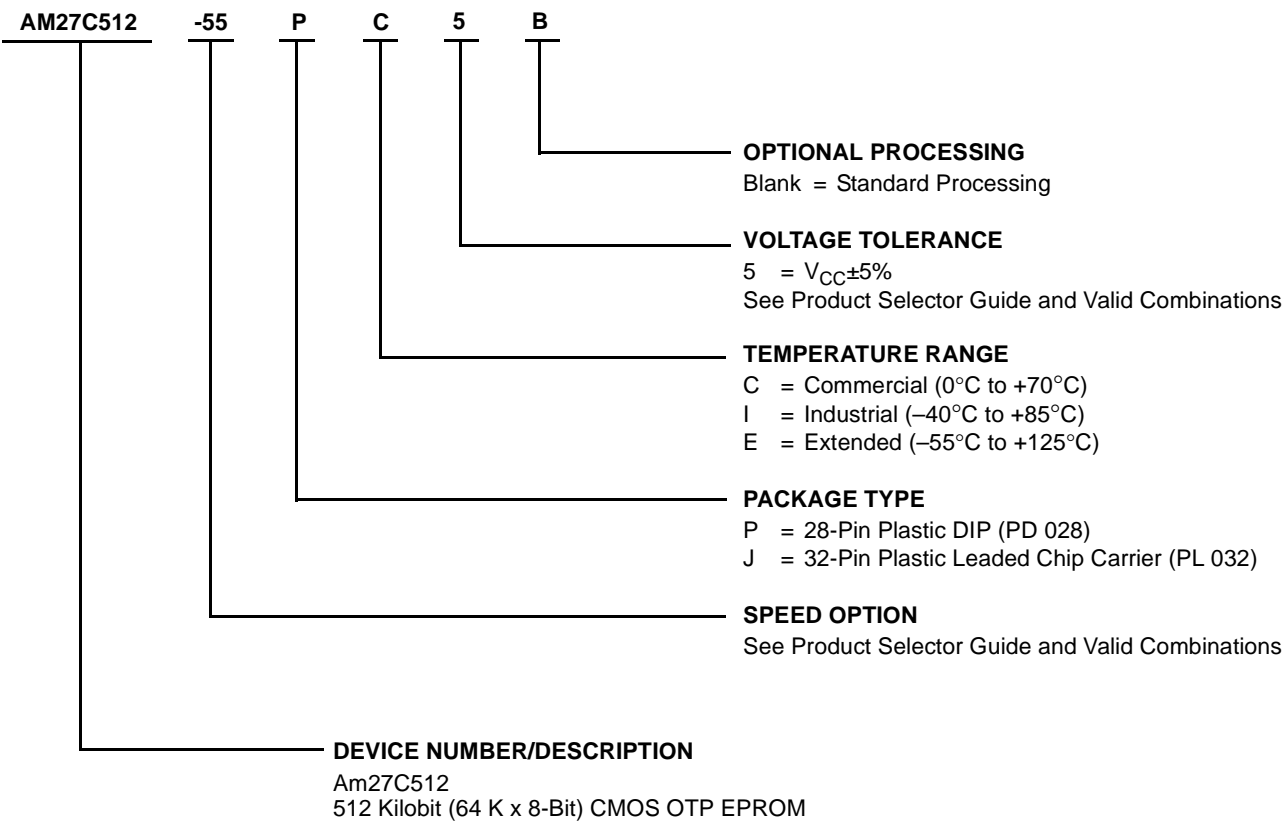 AM27C512 -55 P C 5 B
OPTIONAL PROCESSING
Blank = Standard Processing
VOLTAGE TOLERANCE
5 = VCC±5%
See Product Selector Guide and Valid Combinations
TEMPERATURE RANGE
C = Commercial (0°C to +70°C)
I = Industrial (–40°C to +85°C)
E = Extended (–55°C to +125°C)
PACKAGE TYPE
P = 28-Pin Plastic DIP (PD 028)
J = 32-Pin Plastic Leaded Chip Carrier (PL 032)
SPEED OPTION
See Product Selector Guide and Valid Combinations
DEVICE NUMBER/DESCRIPTION
Am27C512
512 Kilobit (64 K x 8-Bit) CMOS OTP EPROM